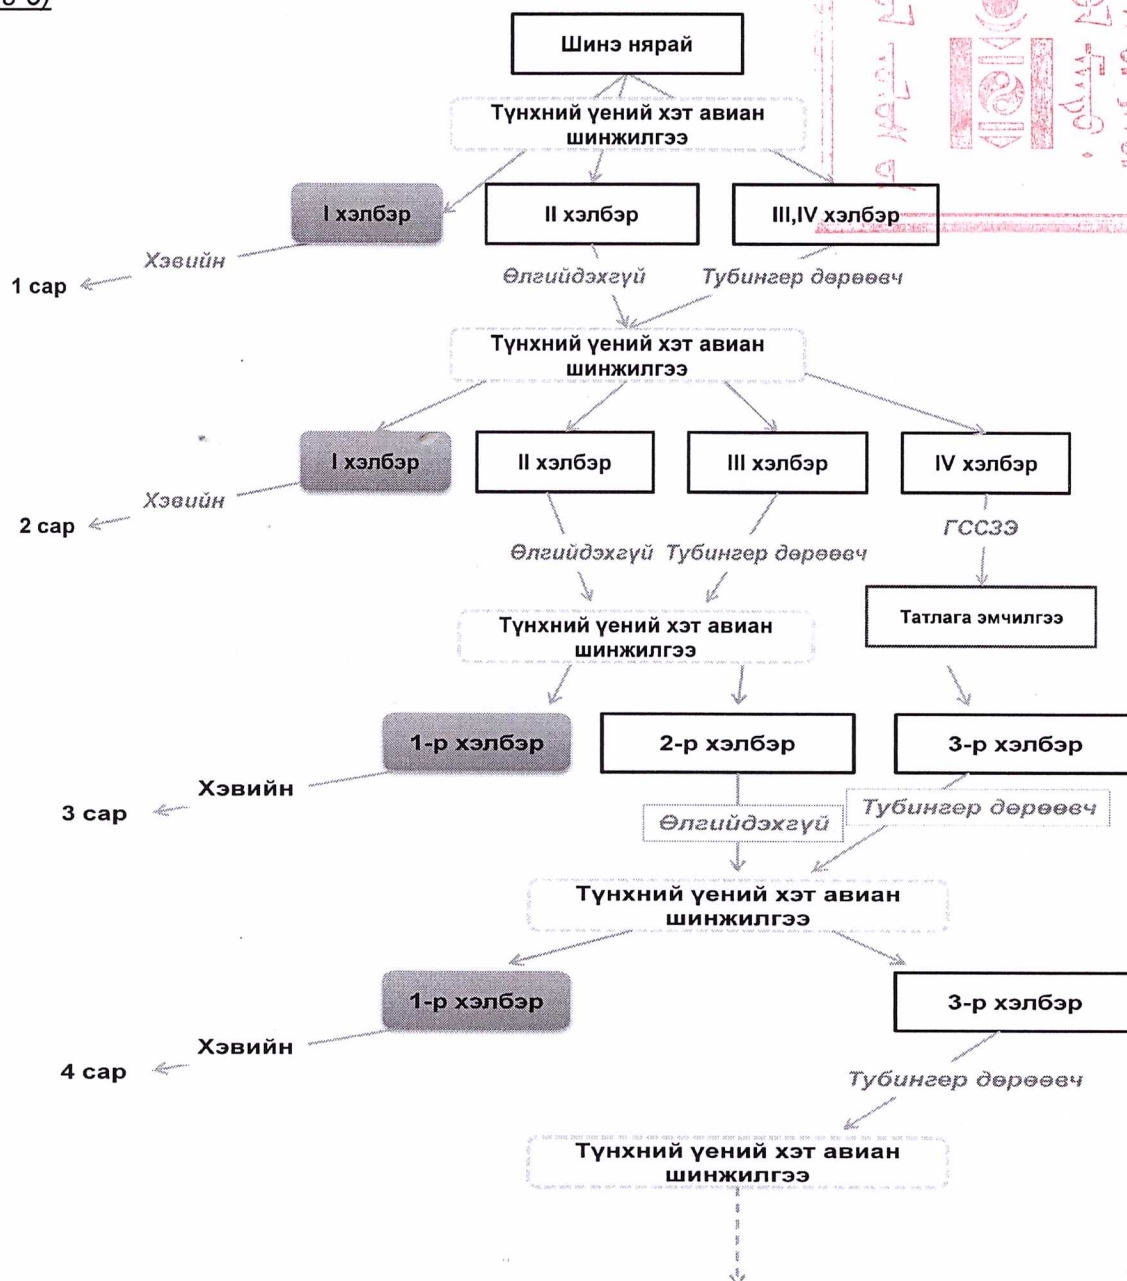 Шинэ нярай
Түнхний үений хэт авиан
шинжилгээ
I хэлбэр
II хэлбэр
III,IV хэлбэр
Хэвийн
1 сар
Өлгийдэхгүй
Тубингер дөрөөвч
Түнхний үений хэт авиан
шинжилгээ
I хэлбэр
II хэлбэр
III хэлбэр
IV хэлбэр
Хэвийн
2 сар
ГССЗЭ
Өлгийдэхгүй
Тубингер дөрөөвч
Татлага эмчилгээ
Түнхний үений хэт авиан
шинжилгээ
1-р хэлбэр
2-р хэлбэр
3-р хэлбэр
Хэвийн
3 сар
Өлгийдэхгүй
Тубингер дөрөөвч
Түнхний үений хэт авиан
шинжилгээ
1-р хэлбэр
3-р хэлбэр
Хэвийн
4 сар
Тубингер дөрөөвч
Түнхний үений хэт авиан
шинжилгээ